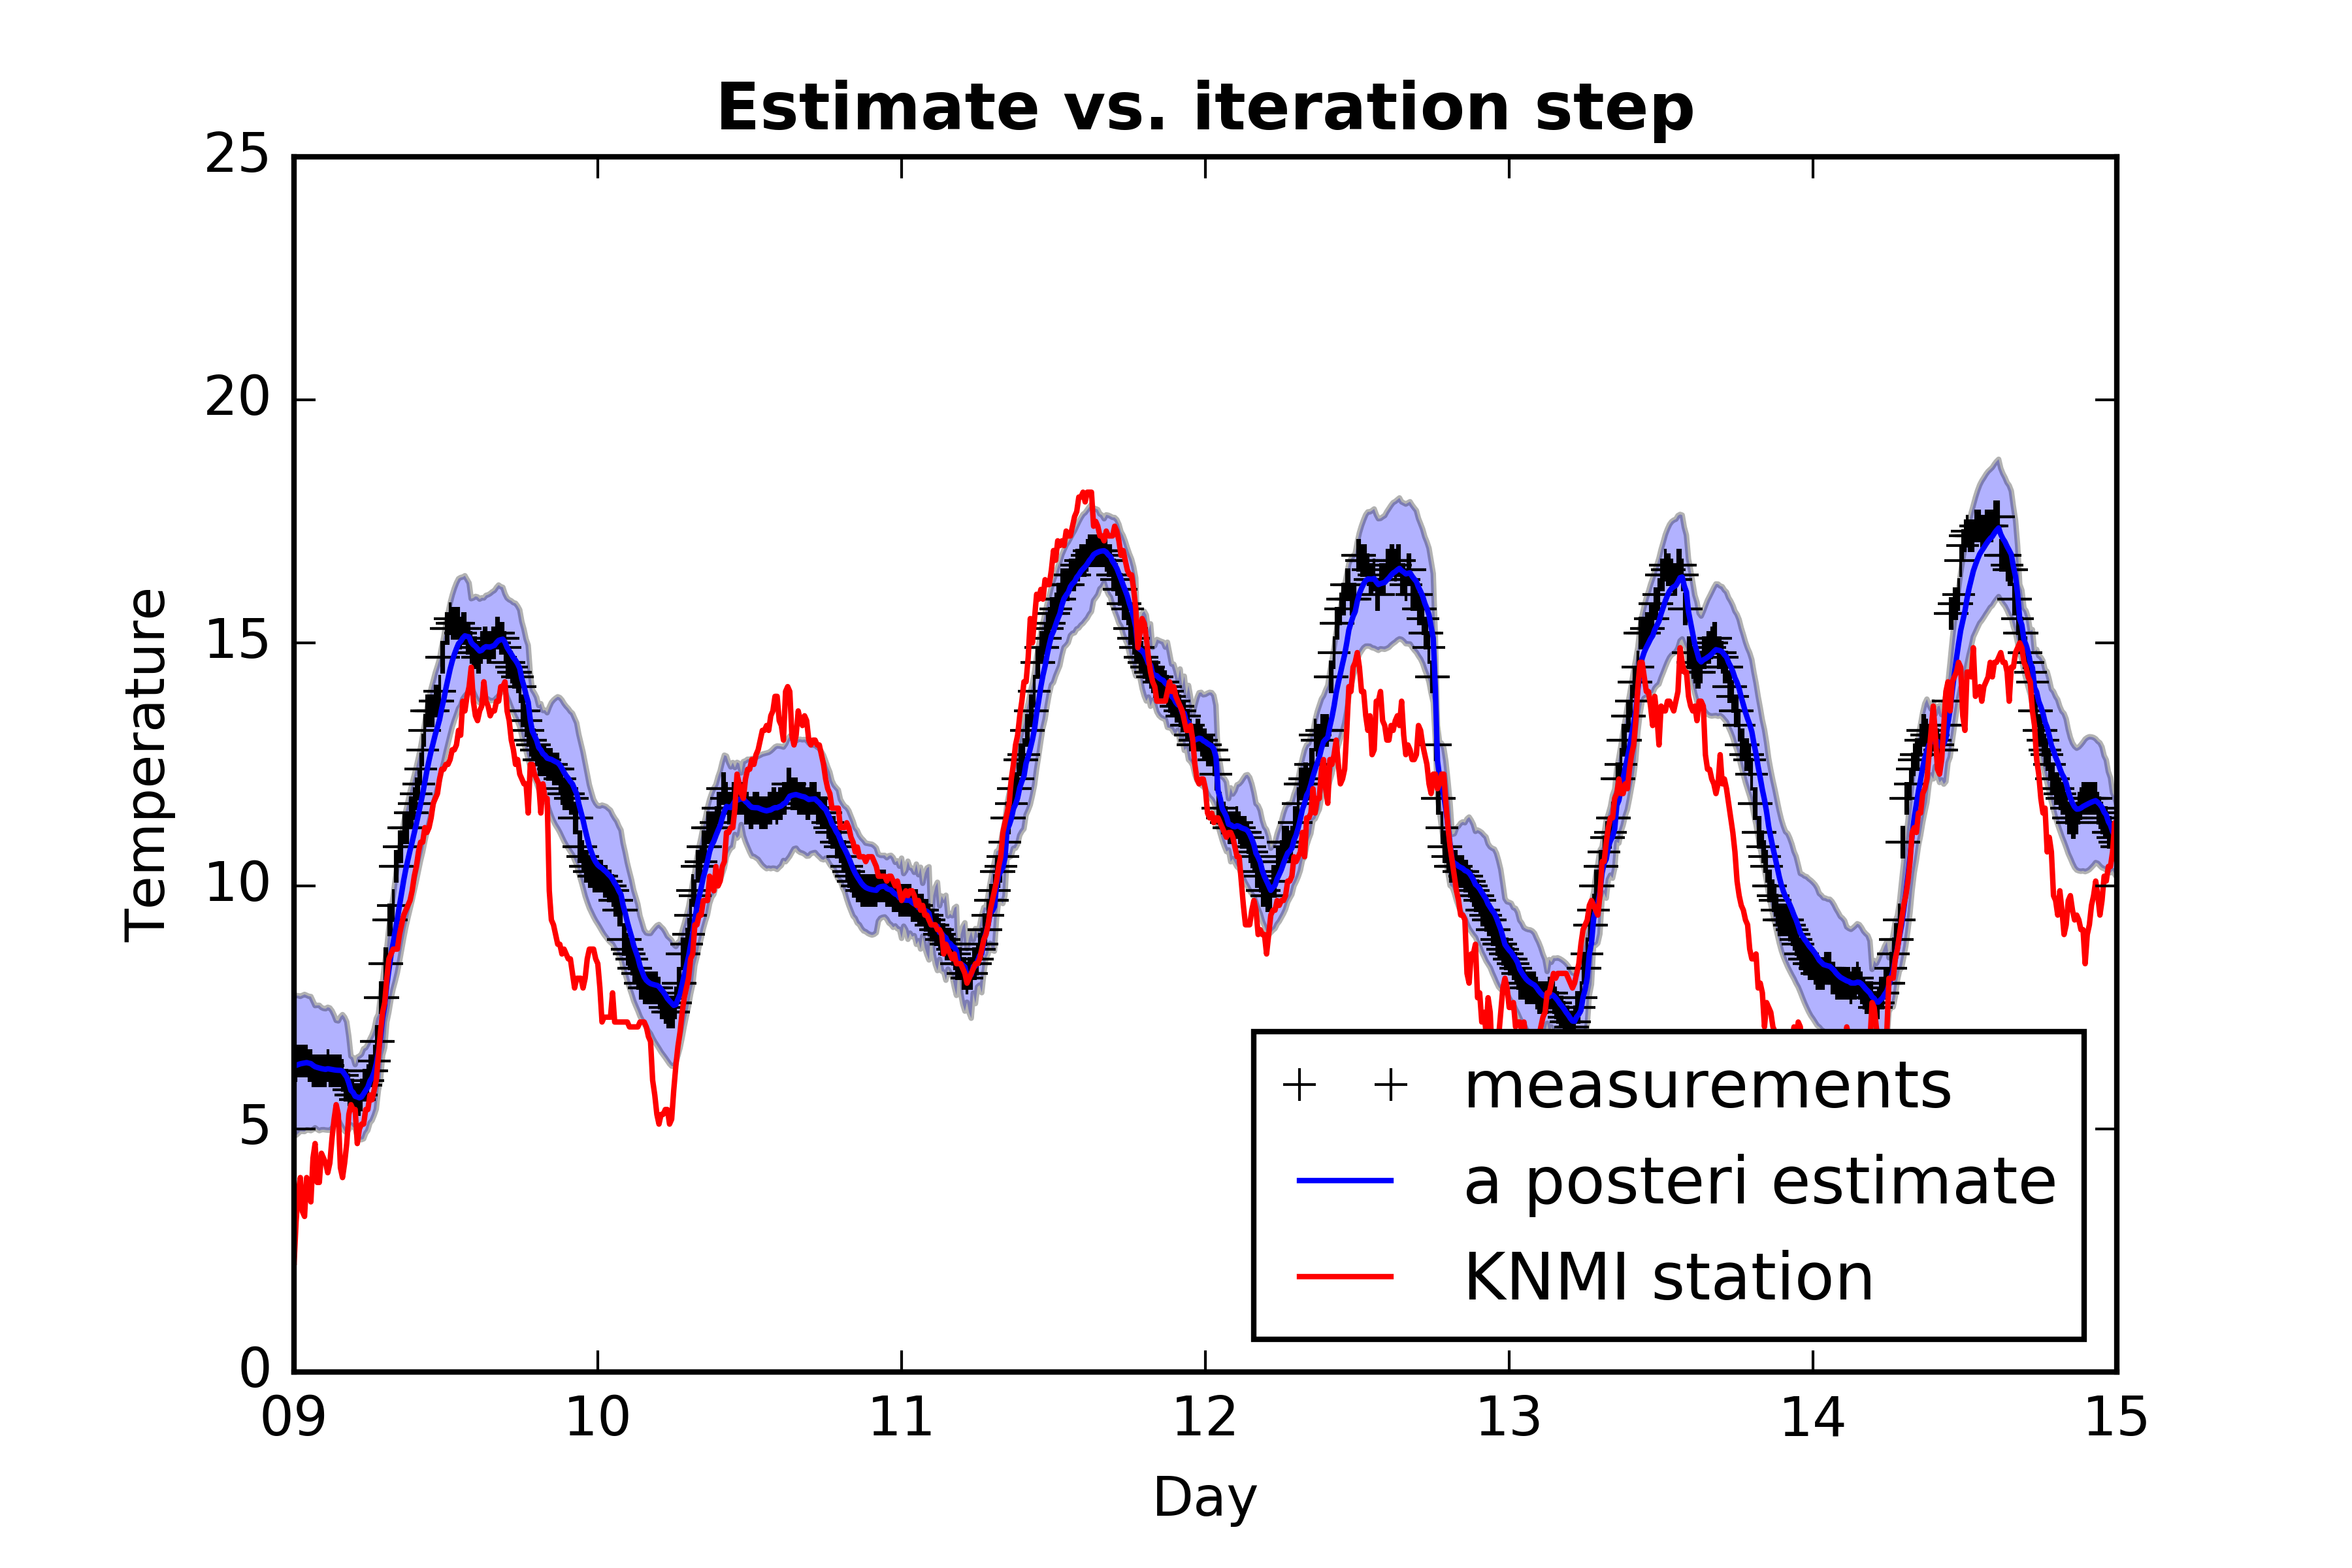 Estimate vs. iteration step
25
20
15
10
5
0
Temperature
09 10 11 12 13 14 15
Day
measurements
a posteri estimate
KNMI station